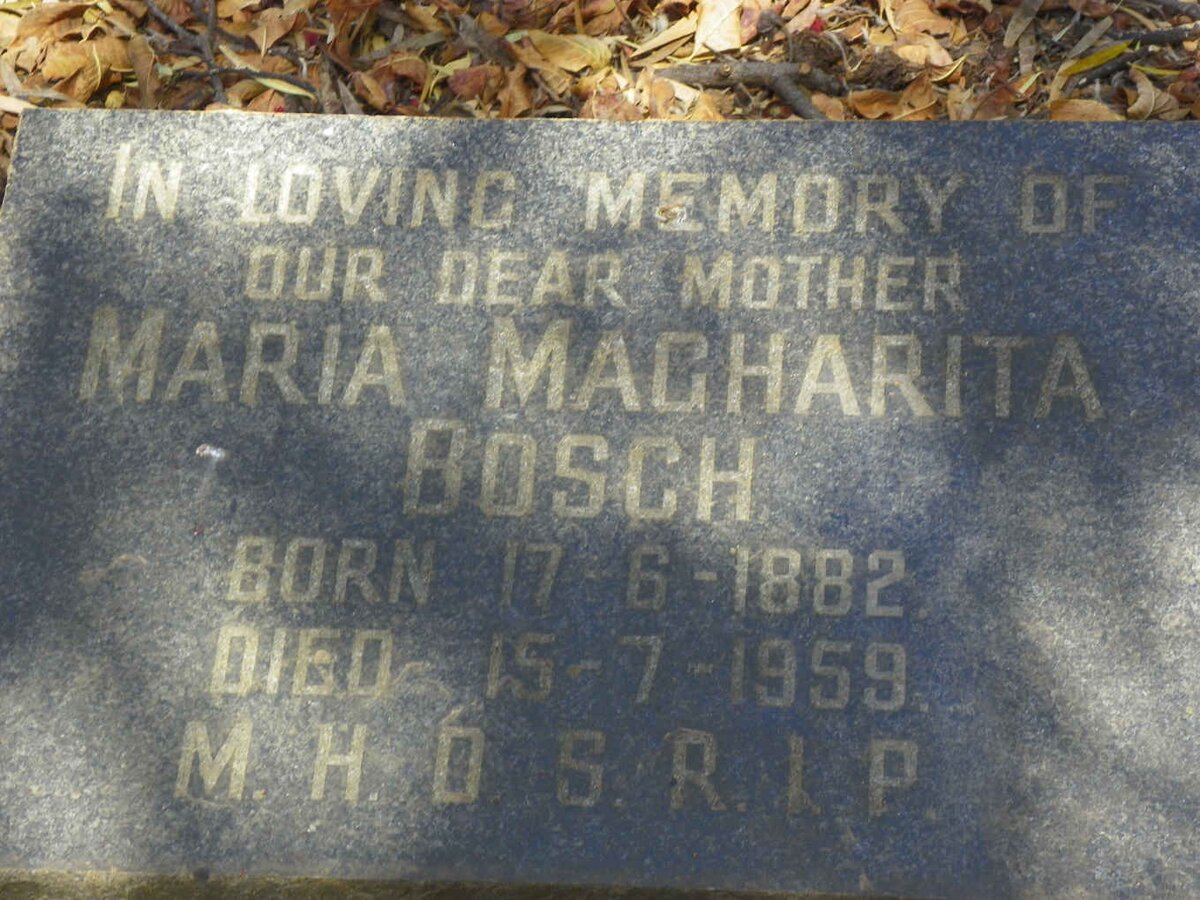 IN LOVING MEMORY OF
OUR DEAR MOTHER
MARIA MAGHARITA
BOSCH
BORN 17-6-1882.
DIED 15-7-1959.
M.H.O.S.R.I.P